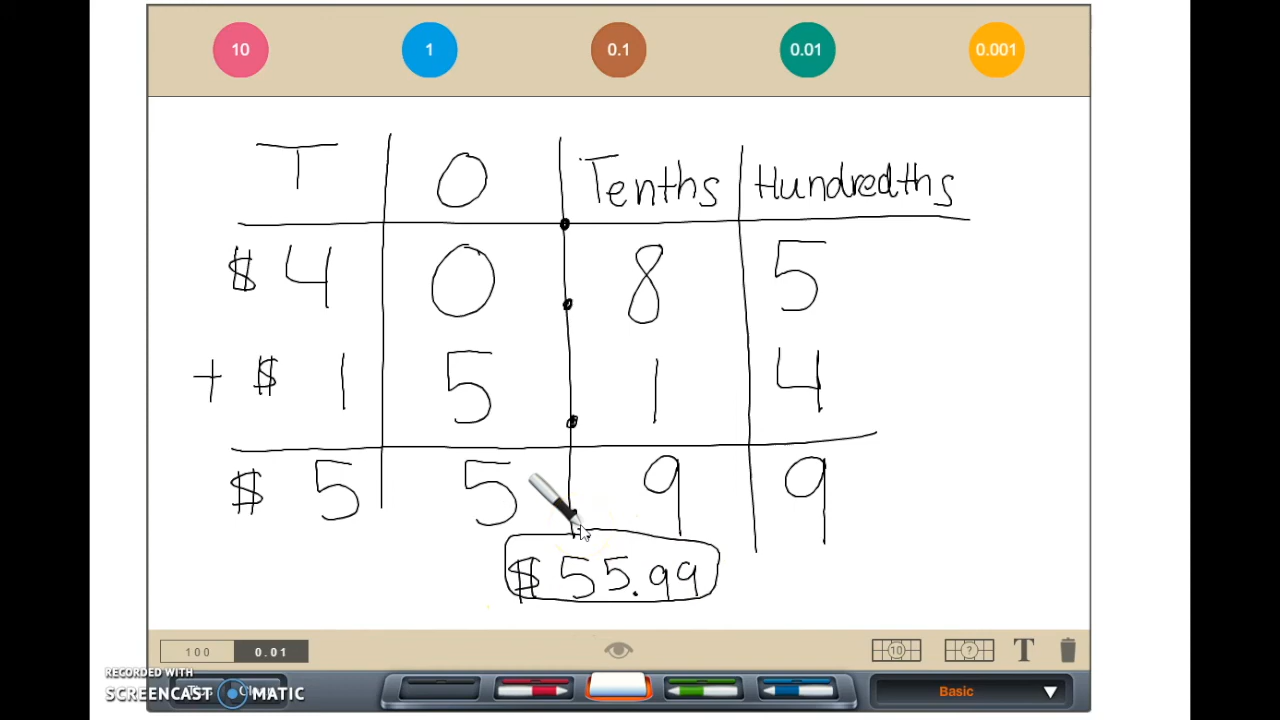 10 1 0.1 0.01 0.001
T O Tenths Hundredths
$ 4 0 . 8 5
+ $ 1 5 . 1 4
$ 5 5 9 9
$ 55.99
100 0.01 10 ? T
RECORDED WITH
SCREENCAST MATIC
Basic